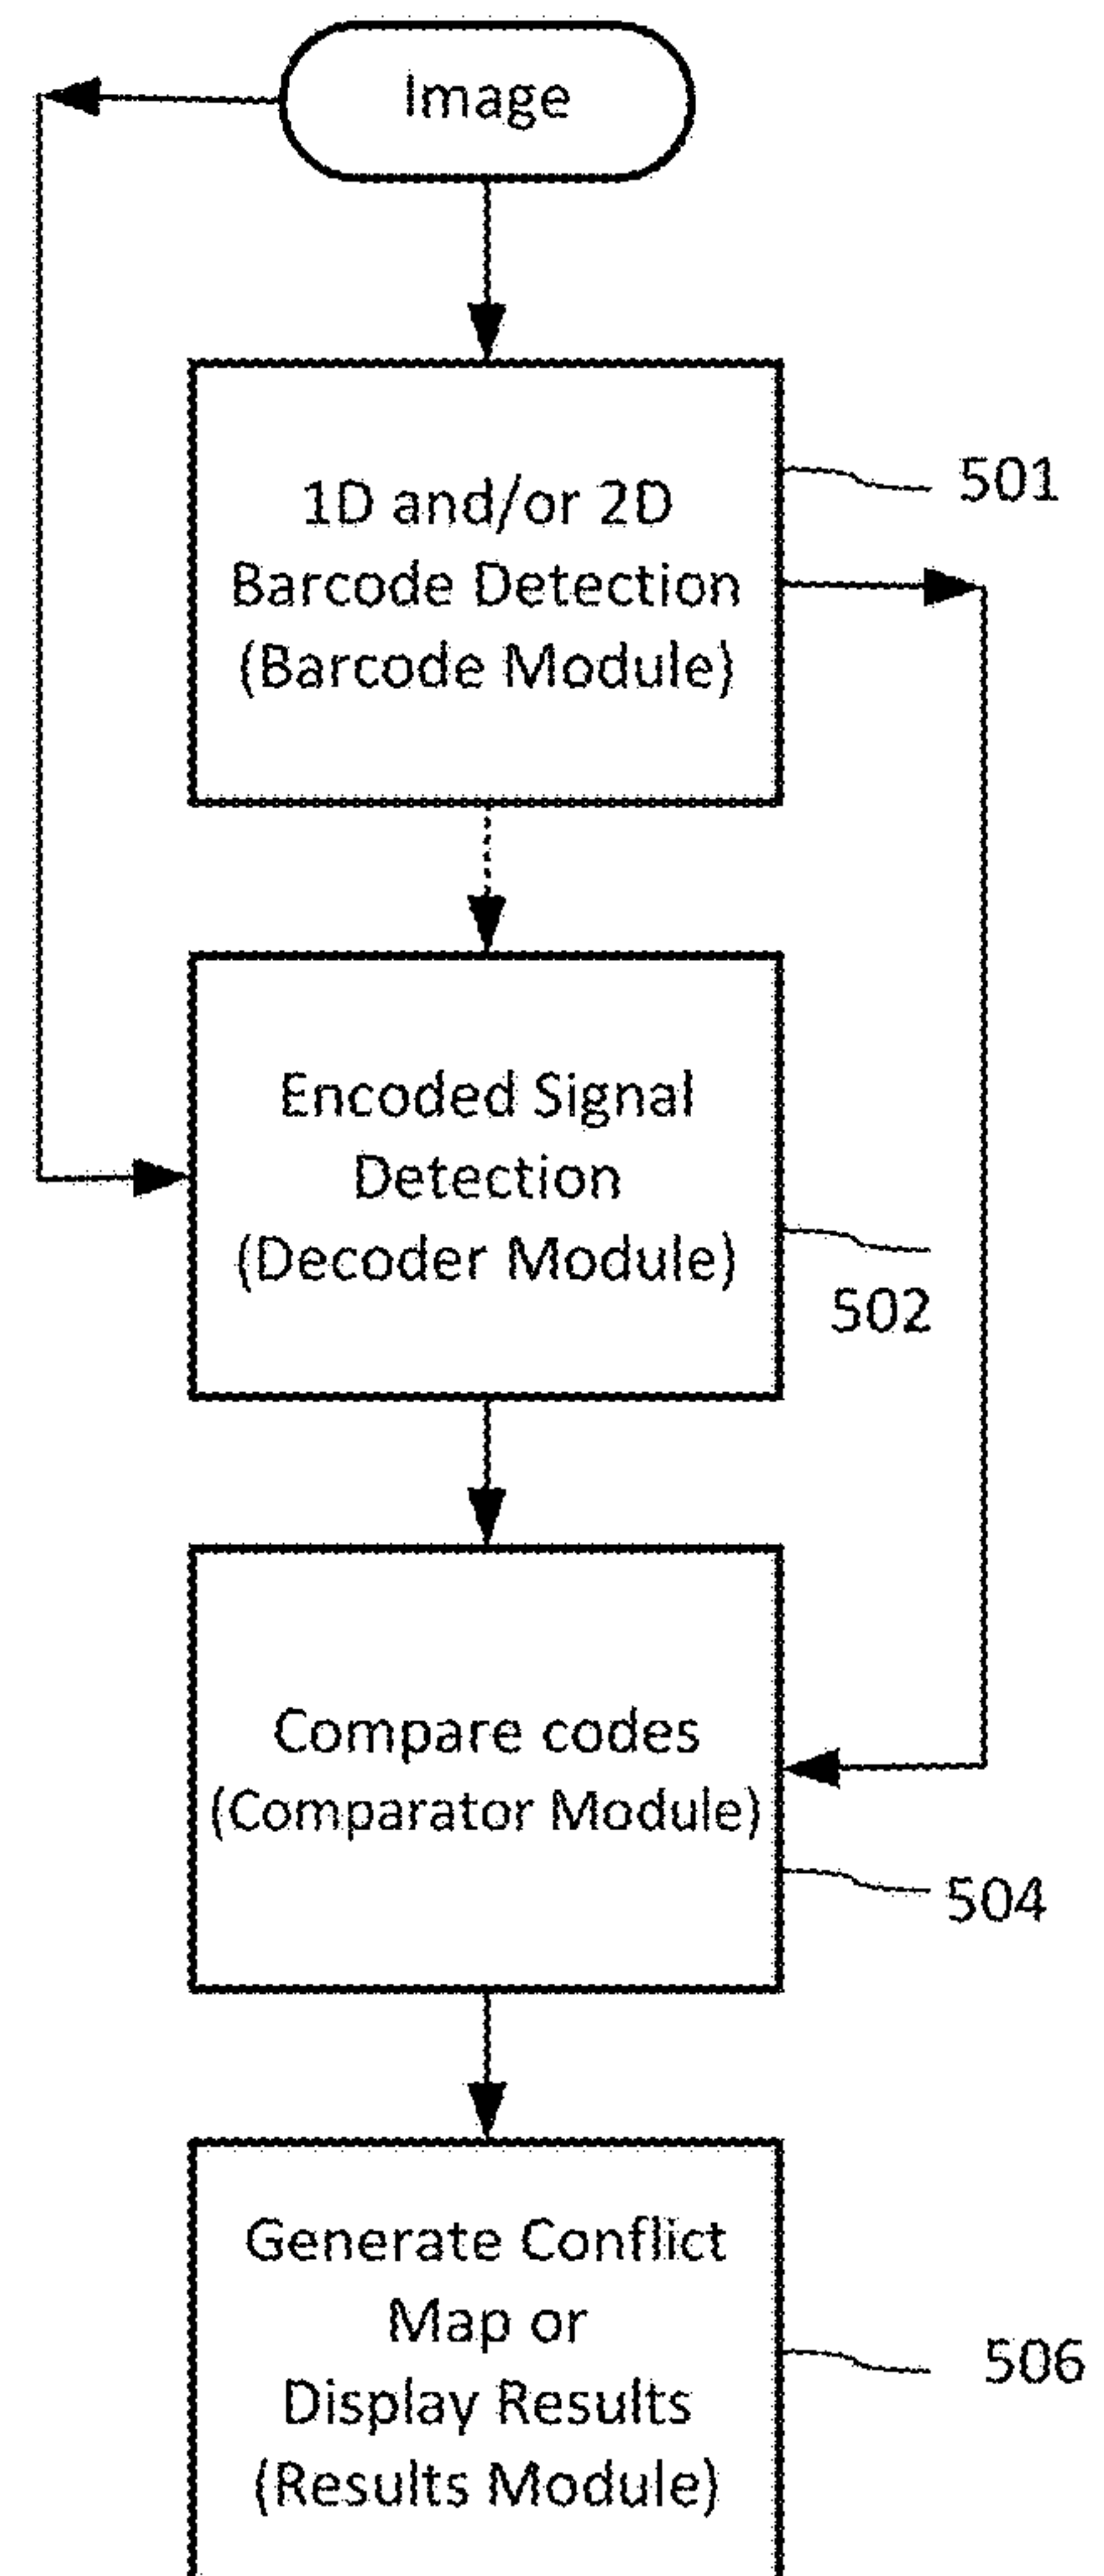 Image
1D and/or 2D
Barcode Detection
(Barcode Module)
501
Encoded Signal
Detection
(Decoder Module)
502
Compare codes
(Comparator Module)
504
Generate Conflict
Map or
Display Results
(Results Module)
506